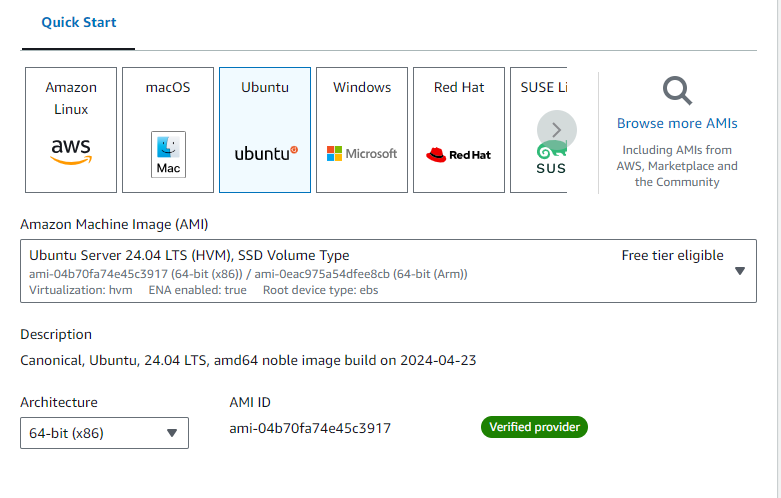 Quick Start
Amazon
Linux
aws
macOS
Mac
Ubuntu
ubuntu
Windows
Microsoft
Red Hat
Red Hat
SUSE Li
SUS
Browse more AMIs
Including AMIs from
AWS, Marketplace and
the Community
Amazon Machine Image (AMI)
Ubuntu Server 24.04 LTS (HVM), SSD Volume Type
Free tier eligible
ami-04b70fa74e45c3917 (64-bit (x86)) / ami-0eac975a54dfee8cb (64-bit (Arm))
Virtualization: hvm ENA enabled: true Root device type: ebs
Description
Canonical, Ubuntu, 24.04 LTS, amd64 noble image build on 2024-04-23
Architecture
64-bit (x86)
AMI ID
ami-04b70fa74e45c3917
Verified provider